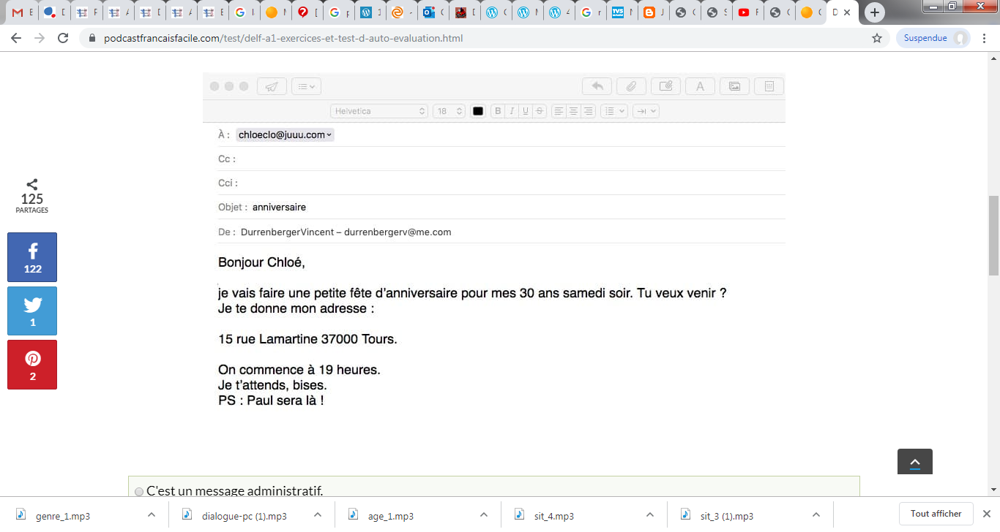 podcastfrancaisfacile.com/test/delf-a1-exercices-et-test-d-auto-evaluation.html
Suspendue
Helvetica
18
B I U S
À : chloeclo@juuu.com
Cc :
Cci :
Objet : anniversaire
De : DurrenbergerVincent – durrenbergerv@me.com
125
PARTAGES
122
1
2
Bonjour Chloé,
je vais faire une petite fête d'anniversaire pour mes 30 ans samedi soir. Tu veux venir ?
Je te donne mon adresse :
15 rue Lamartine 37000 Tours.
On commence à 19 heures.
Je t'attends, bises.
PS : Paul sera là !
C'est un message administratif.
genre_1.mp3
dialogue-pc (1).mp3
age_1.mp3
sit_4.mp3
sit_3 (1).mp3
Tout afficher